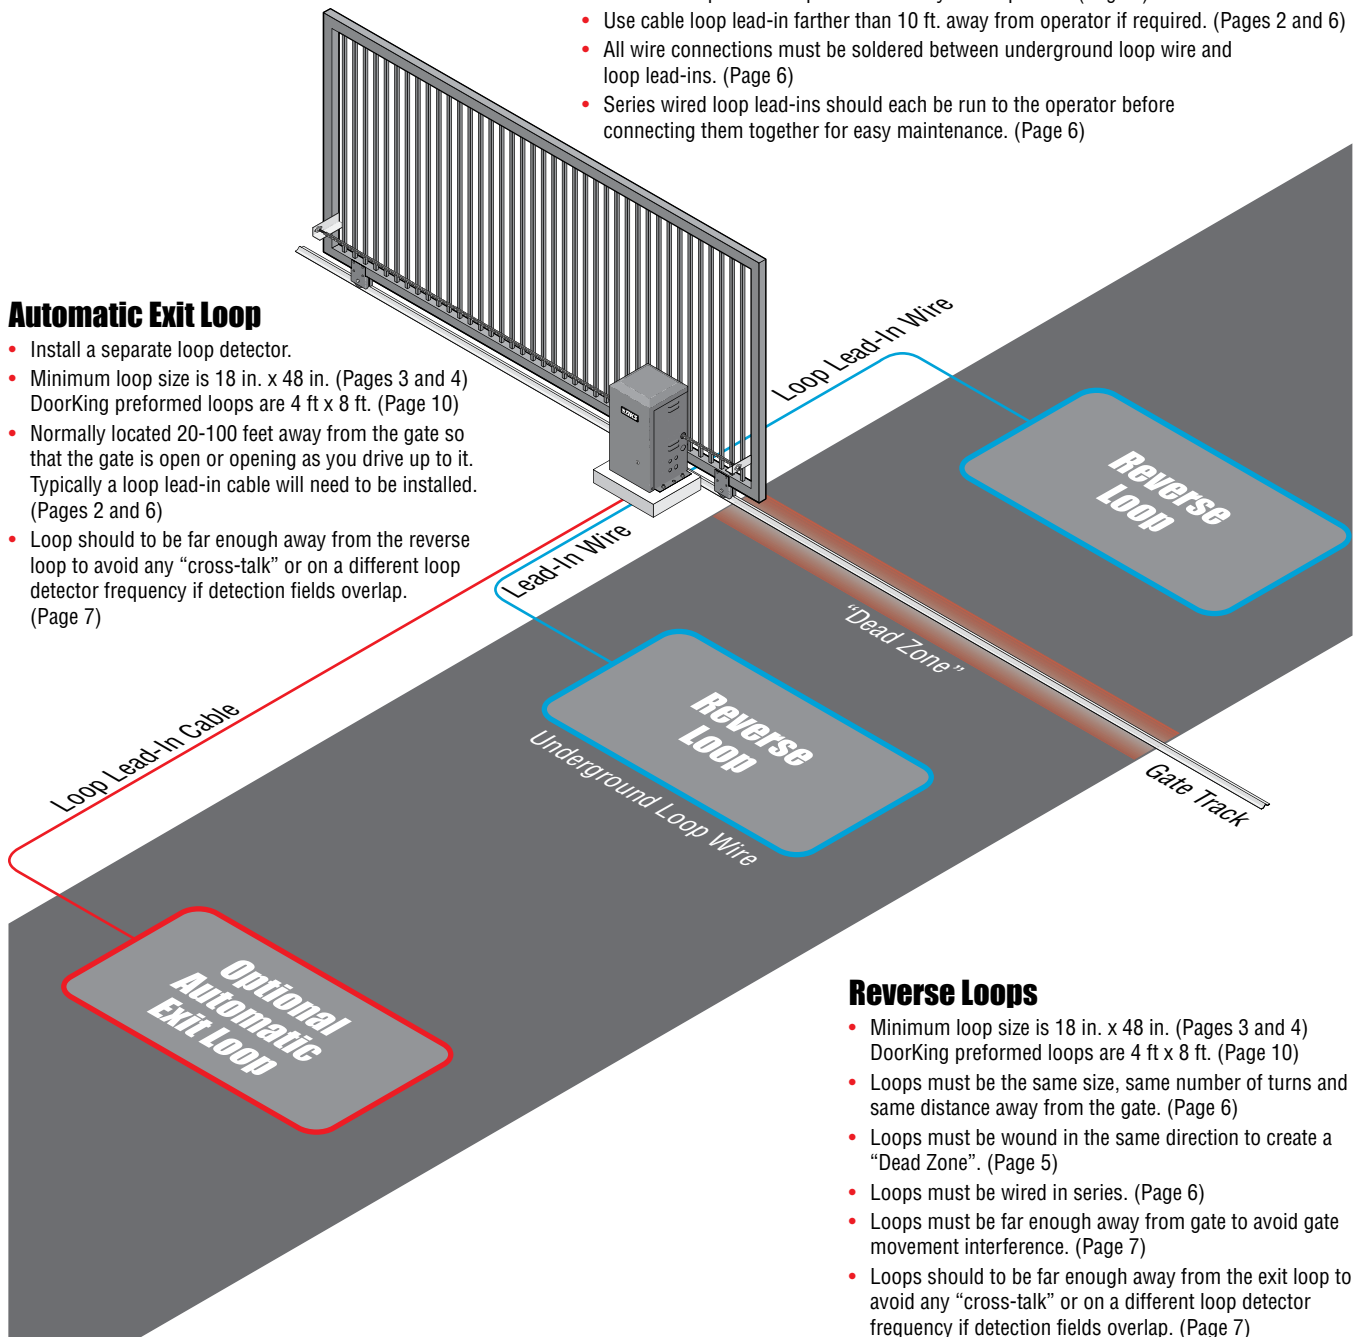 • Use cable loop lead-in farther than 10 ft. away from operator if required. (Pages 2 and 6)
• All wire connections must be soldered between underground loop wire and
loop lead-ins. (Page 6)
• Series wired loop lead-ins should each be run to the operator before
connecting them together for easy maintenance. (Page 6)
Automatic Exit Loop
• Install a separate loop detector.
• Minimum loop size is 18 in. x 48 in. (Pages 3 and 4)
DoorKing preformed loops are 4 ft x 8 ft. (Page 10)
• Normally located 20-100 feet away from the gate so
that the gate is open or opening as you drive up to it.
Typically a loop lead-in cable will need to be installed.
(Pages 2 and 6)
• Loop should to be far enough away from the reverse
loop to avoid any “cross-talk” or on a different loop
detector frequency if detection fields overlap.
(Page 7)
Loop Lead-In Wire
Reverse
Loop
Lead-In Wire
“Dead Zone”
Reverse
Loop
Underground Loop Wire
Gate Track
Loop Lead-In Cable
Optional
Automatic
Exit Loop
Reverse Loops
• Minimum loop size is 18 in. x 48 in. (Pages 3 and 4)
DoorKing preformed loops are 4 ft x 8 ft. (Page 10)
• Loops must be the same size, same number of turns and
same distance away from the gate. (Page 6)
• Loops must be wound in the same direction to create a
“Dead Zone”. (Page 5)
• Loops must be wired in series. (Page 6)
• Loops must be far enough away from gate to avoid gate
movement interference. (Page 7)
• Loops should to be far enough away from the exit loop to
avoid any “cross-talk” or on a different loop detector
frequency if detection fields overlap. (Page 7)